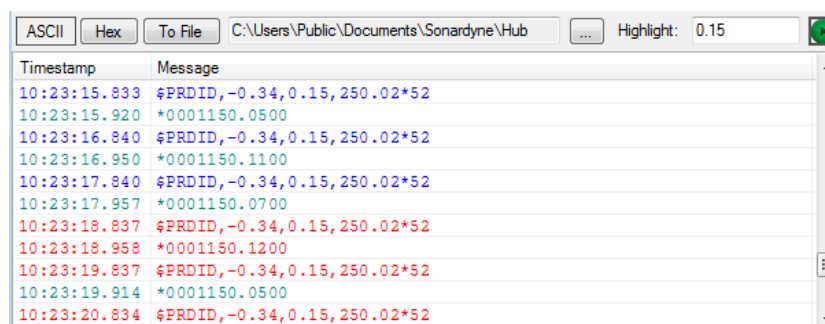 ASCII Hex To File C:\Users\Public\Documents\Sonardyne\Hub ... Highlight: 0.15
Timestamp Message
10:23:15.833 $PRDID,-0.34,0.15,250.02*52
10:23:15.920 *0001150.0500
10:23:16.840 $PRDID,-0.34,0.15,250.02*52
10:23:16.950 *0001150.1100
10:23:17.840 $PRDID,-0.34,0.15,250.02*52
10:23:17.957 *0001150.0700
10:23:18.837 $PRDID,-0.34,0.15,250.02*52
10:23:18.958 *0001150.1200
10:23:19.837 $PRDID,-0.34,0.15,250.02*52
10:23:19.914 *0001150.0500
10:23:20.834 $PRDID,-0.34,0.15,250.02*52